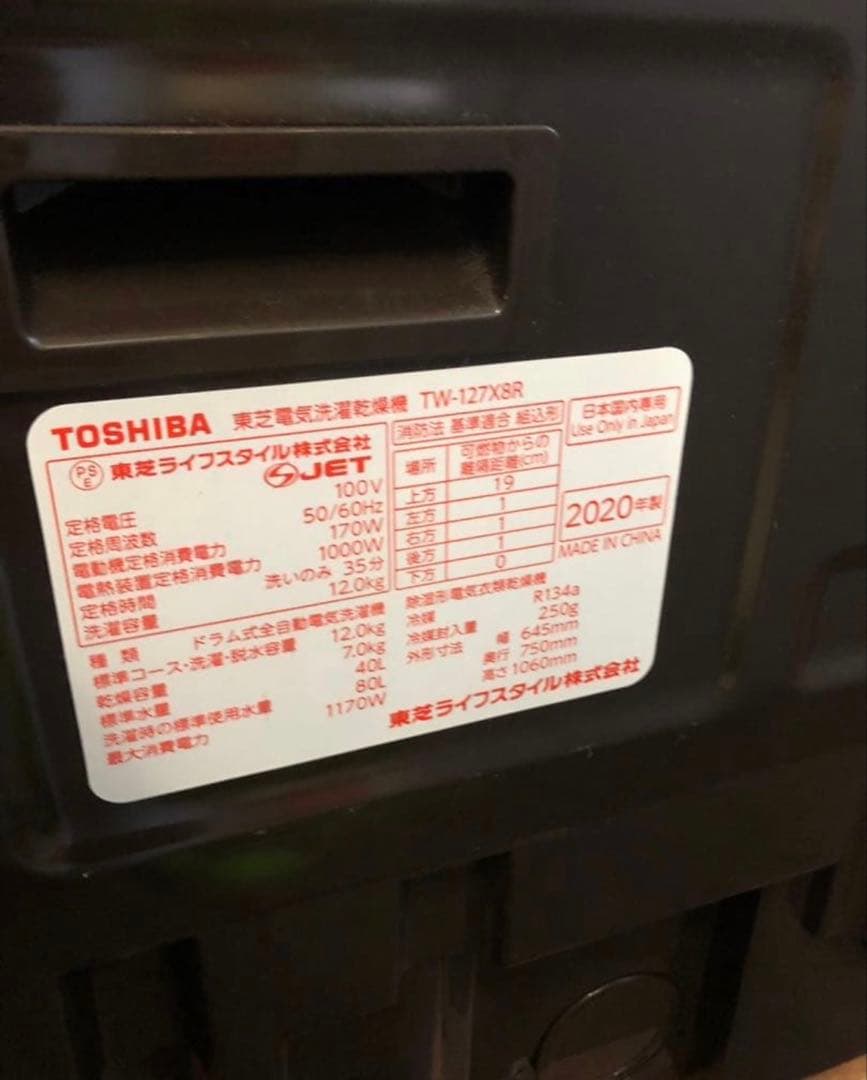 TOSHIBA 東芝電気洗濯乾燥機 TW-127X8R
PSE 東芝ライフスタイル株式会社
JET
定格電圧 100V
定格周波数 50/60Hz
電動機定格消費電力 170W
電熱装置定格消費電力 1000W
定格時間 洗いのみ 35分
洗濯容量 12.0kg
種類 ドラム式全自動電気洗濯機
標準コース・洗濯・脱水容量 12.0kg
乾燥容量 7.0kg
標準水量 40L
洗濯時の標準使用水量 80L
最大消費電力 1170W
消防法 基準適合 組込形
場所 可燃物からの
離隔距離(cm)
上方 19
左方 1
右方 1
後方 1
下方 0
日本国内専用
Use Only in Japan
2020年製
MADE IN CHINA
除湿形電気衣類乾燥機
冷媒 R134a
冷媒封入量 250g
外形寸法 幅 645mm
奥行 750mm
高さ 1060mm
東芝ライフスタイル株式会社